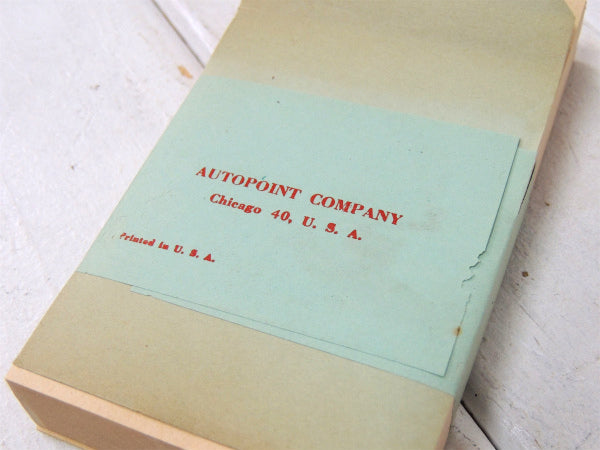 AUTOPOINT COMPANY
Chicago 40, U. S. A.
Printed in U. S. A.